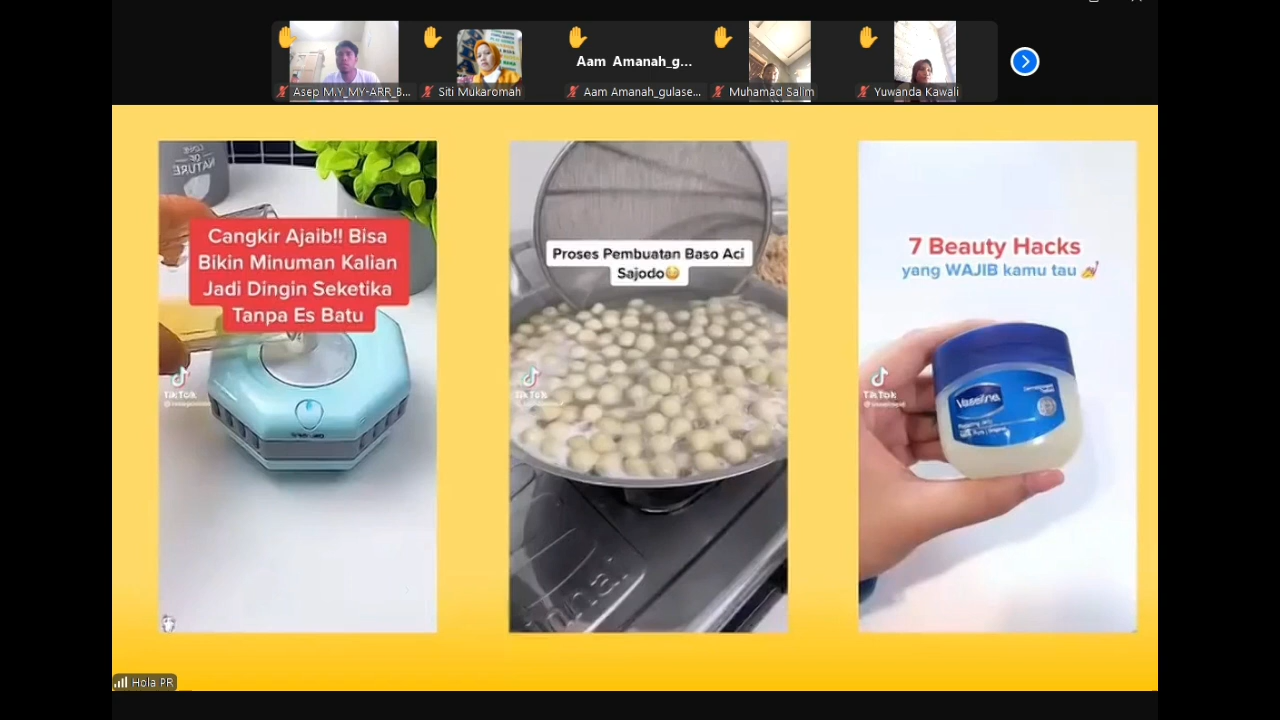 Aam Amanah_g...
Asep M.Y_MY-ARR_B...
Siti Mukaromah
Aam Amanah_gulase...
Muhamad Salim
Yuwanda Kawali
OF
NATURE
Cangkir Ajaib!! Bisa
Bikin Minuman Kalian
Jadi Dingin Seketika
Tanpa Es Batu
TikTok
Proses Pembuatan Baso Aci
Sajodo😳
TikTok
7 Beauty Hacks
yang WAJIB kamu tau 💅
Vaseline
TikTok
Hola PR